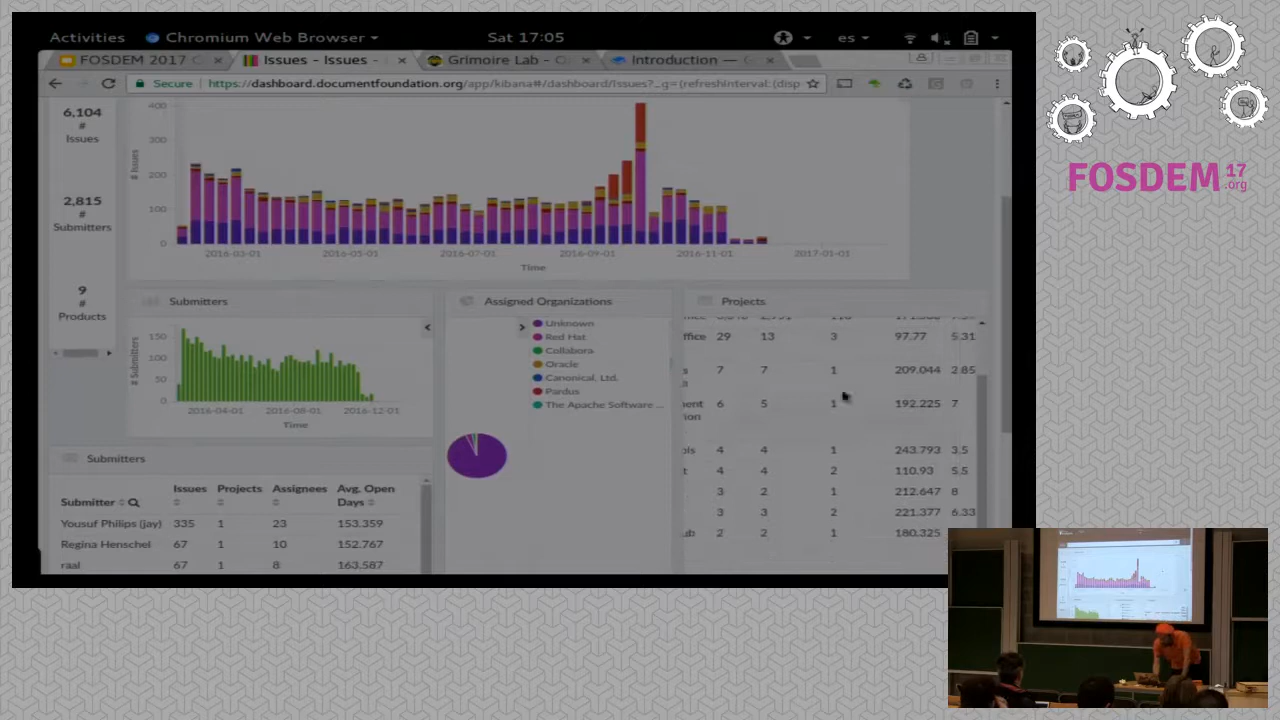 Activities
Chromium Web Browser
Sat 17:05
es
FOSDEM 2017
Issues - Issues -
Grimoire Lab -
Introduction —
Secure
https://dashboard.documentfoundation.org/app/kibana#/dashboard/Issues?_g=(refreshInterval:(disp
6,104
#
Issues
2,815
#
Submitters
9
#
Products
# Issues
400
300
200
100
0
2016-03-01 2016-05-01 2016-07-01 2016-09-01 2016-11-01 2017-01-01
Time
Submitters
# Submitters
150
100
50
0
2016-04-01 2016-08-01 2016-12-01
Time
Assigned Organizations
Unknown
Red Hat
Collabora
Oracle
Canonical, Ltd.
Pardus
The Apache Software ...
Projects
ffice 29 13 3 97.77 5.31
7 7 1 209.044 2.85
6 5 1 192.225 7
ion
ols 4 4 1 243.793 3.5
t 4 4 2 110.93 5.5
3 2 1 212.647 8
3 3 2 221.377 6.33
ub 2 2 1 180.325
Submitters
Submitter Issues Projects Assignees Avg. Open Days
Yousuf Philips (jay) 335 1 23 153.359
Regina Henschel 67 1 10 152.767
raal 67 1 8 163.587
FOSDEM 17
.org